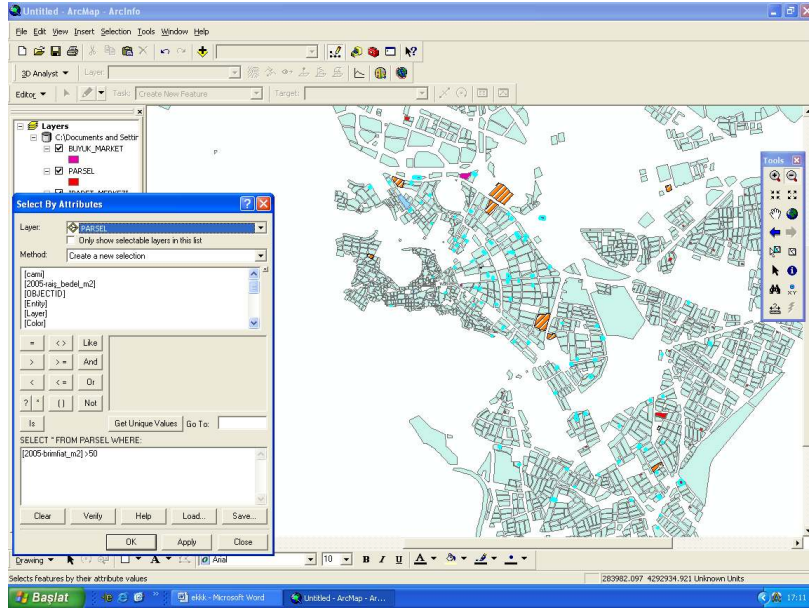 Untitled - ArcMap - ArcInfo
File Edit View Insert Selection Tools Window Help
3D Analyst Layer:
Editor Task: Create New Feature Target:
Layers
C:\Documents and Settir
BUYUK_MARKET
PARSEL
Tools
Select By Attributes
Layer: PARSEL
Only show selectable layers in this list
Method: Create a new selection
[cami]
[OBJECTID]
[Entity]
[Layer]
[Color]
= <> Like
> >= And
< <= Or
? * () Not
Is Get Unique Values Go To:
SELECT * FROM PARSEL WHERE:
[2005-brimfiat_m2] >50
Clear Verify Help Load... Save...
OK Apply Close
Drawing A Arial 10 B I U A
Selects features by their attribute values
283982.097 4292934.921 Unknown Units
Başlat ekkk - Microsoft Word Untitled - ArcMap - Ar... 17:11